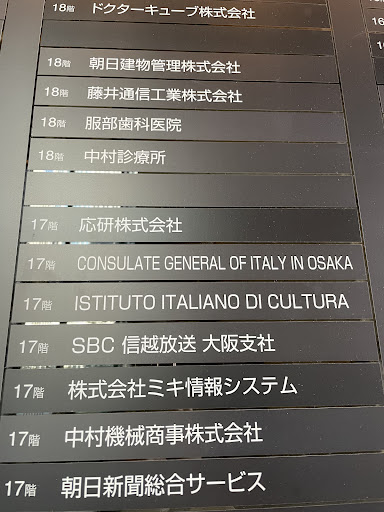 18階 ドクターキューブ株式会社
18階 朝日建物管理株式会社
18階 藤井通信工業株式会社
18階 服部歯科医院
18階 中村診療所
17階 応研株式会社
17階 CONSULATE GENERAL OF ITALY IN OSAKA
17階 ISTITUTO ITALIANO DI CULTURA
17階 SBC 信越放送 大阪支社
17階 株式会社ミキ情報システム
17階 中村機械商事株式会社
17階 朝日新聞総合サービス